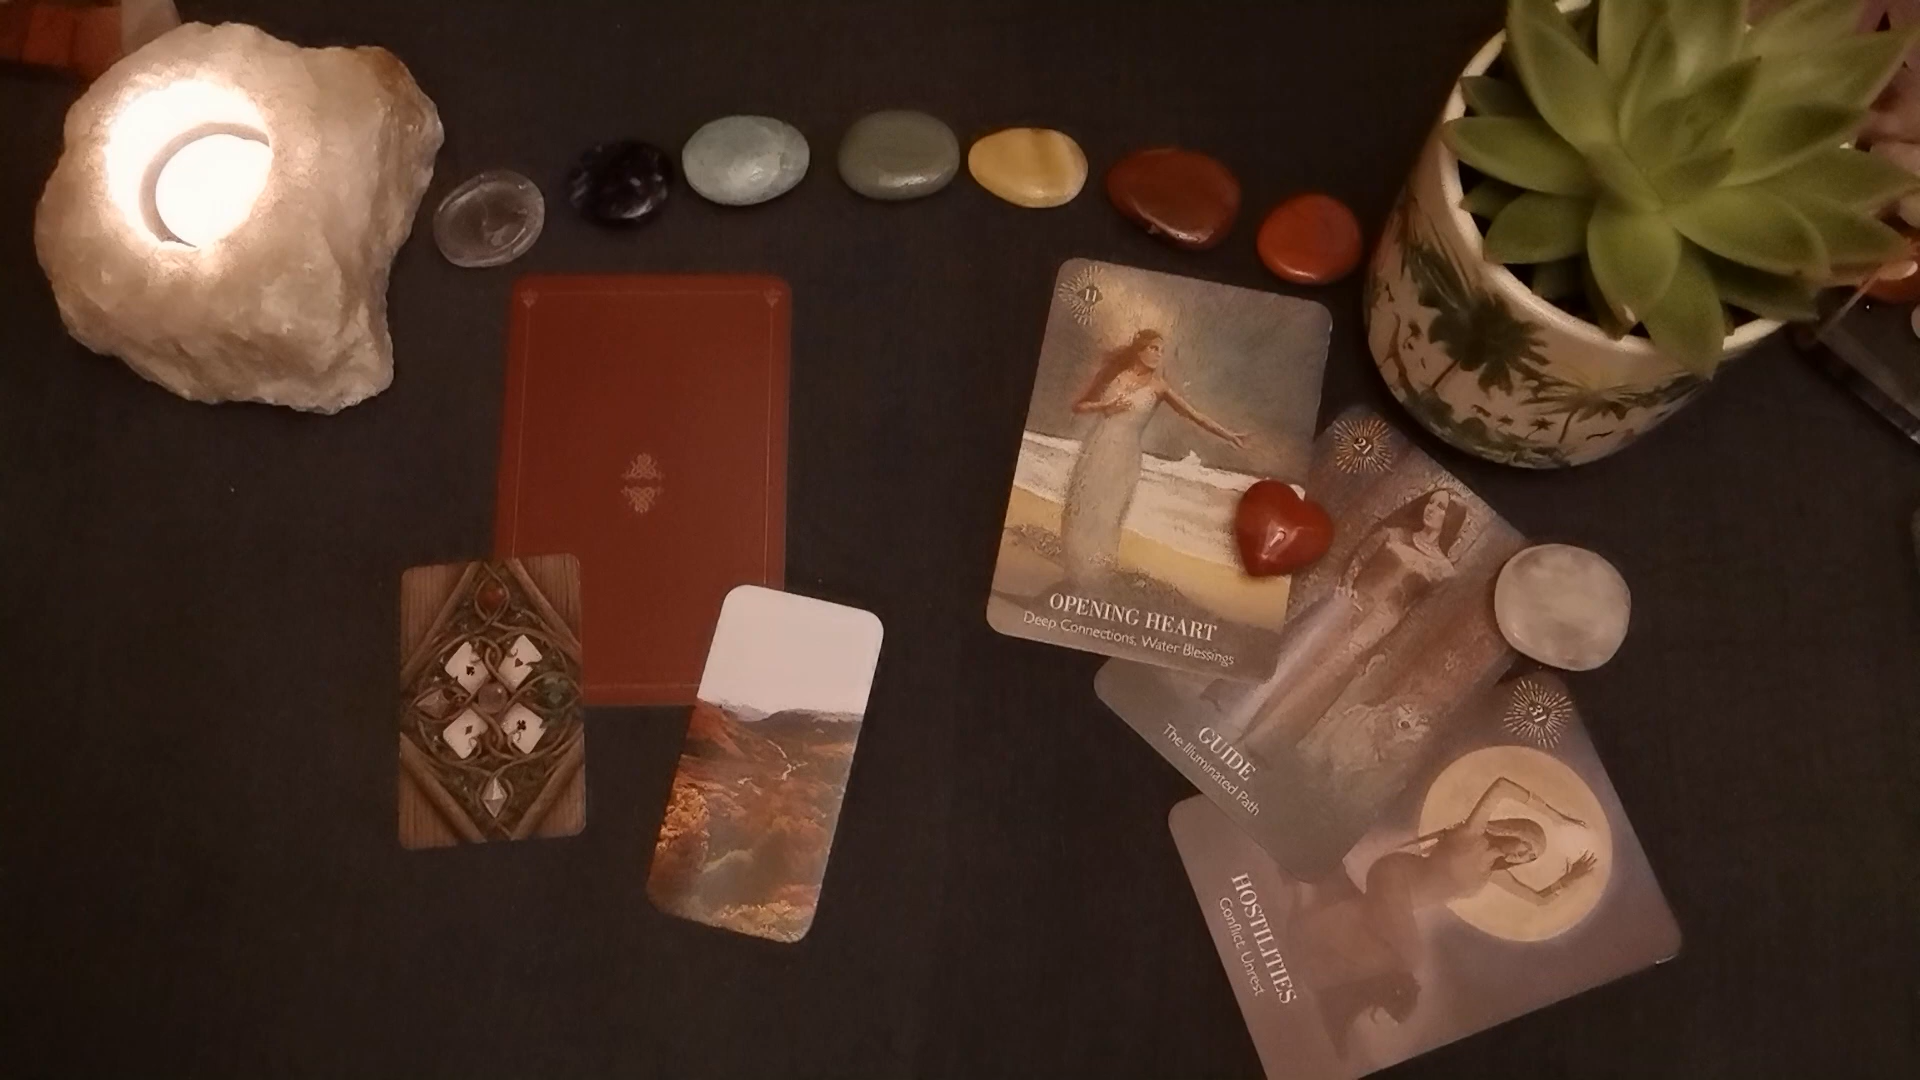 11
OPENING HEART
Deep Connections, Water Blessings
21
GUIDE
The Illuminated Path
31
HOSTILITIES
Conflict, Unrest